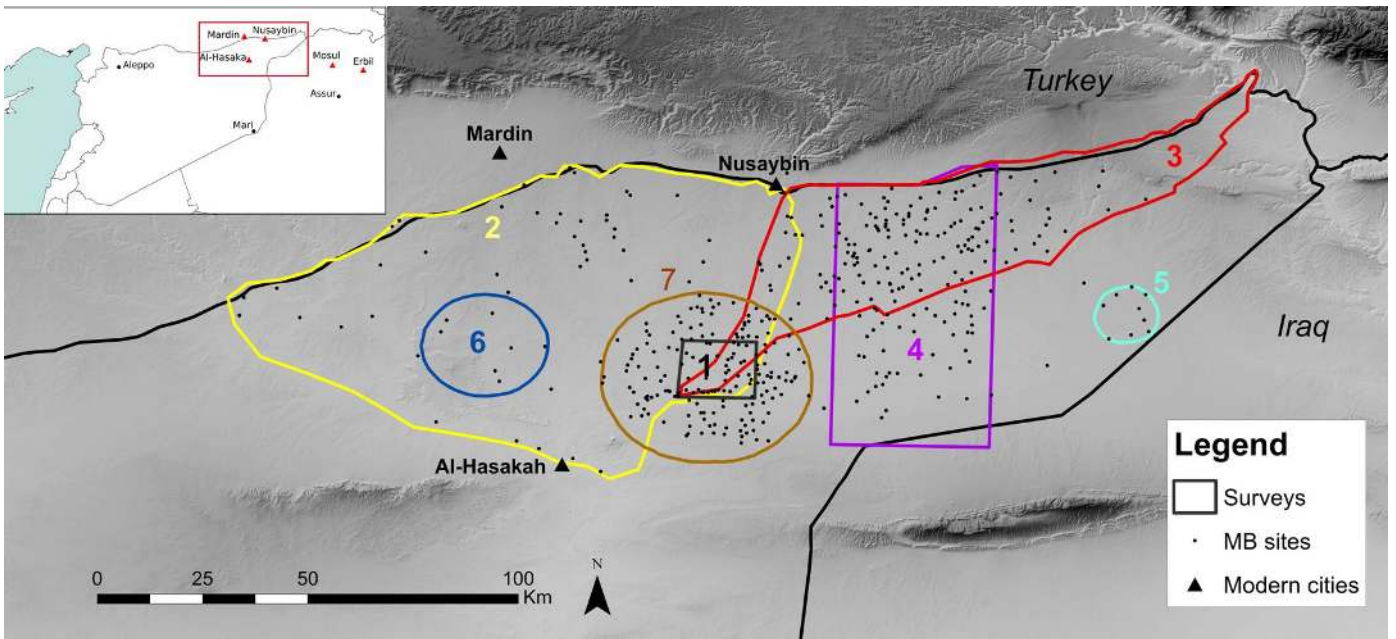 Mardin
Nusaybin
Al-Hasaka
Mosul
Erbil
Aleppo
Assur
Mari
Turkey
Mardin
Nusaybin
3
2
7
5
Iraq
6
1
4
Al-Hasakah
Legend
Surveys
MB sites
Modern cities
N
0 25 50 100
Km